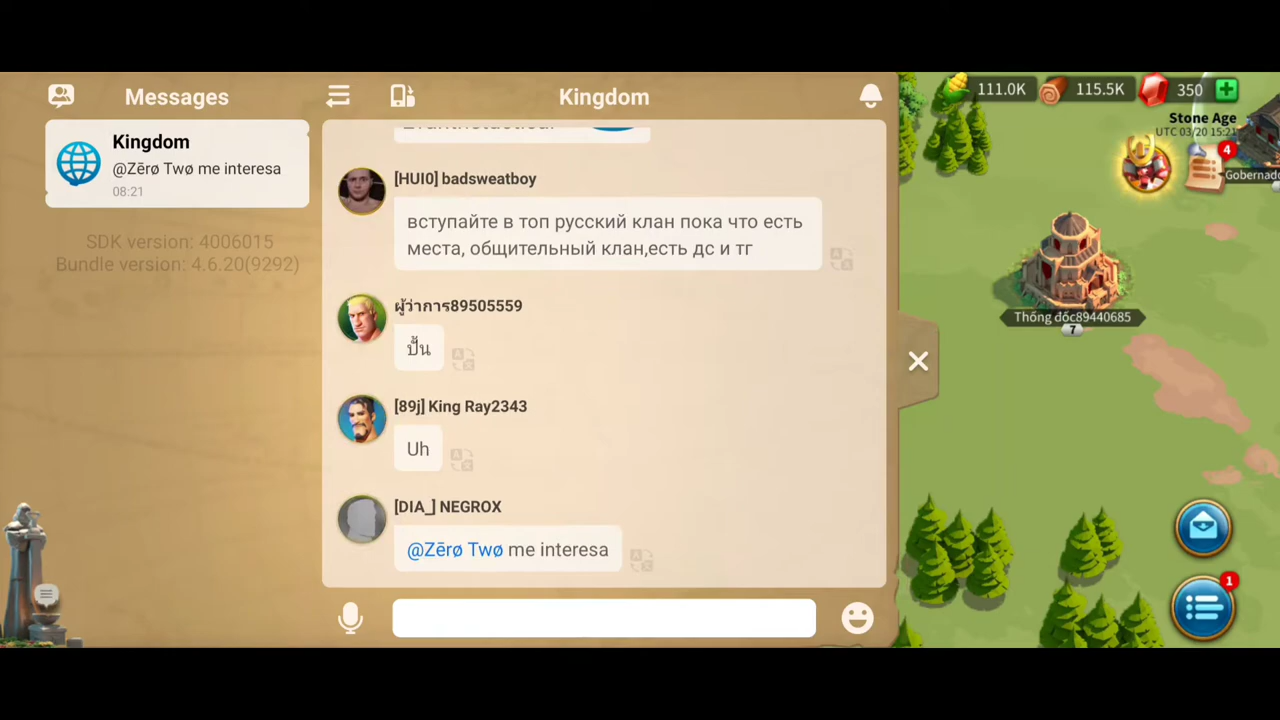 Messages
Kingdom
@Zērø Twø me interesa
08:21
SDK version: 4006015
Bundle version: 4.6.20(9292)
Kingdom
[HUI0] badsweatboy
вступайте в топ русский клан пока что есть
места, общительный клан,есть дс и тг
ผู้ว่าการ89505559
ปั้น
[89j] King Ray2343
Uh
[DIA_] NEGROX
@Zērø Twø me interesa
111.0K
115.5K
350
Stone Age
UTC 03/20 15:21
4
Gobernado
Thống đốc89440685
7
1